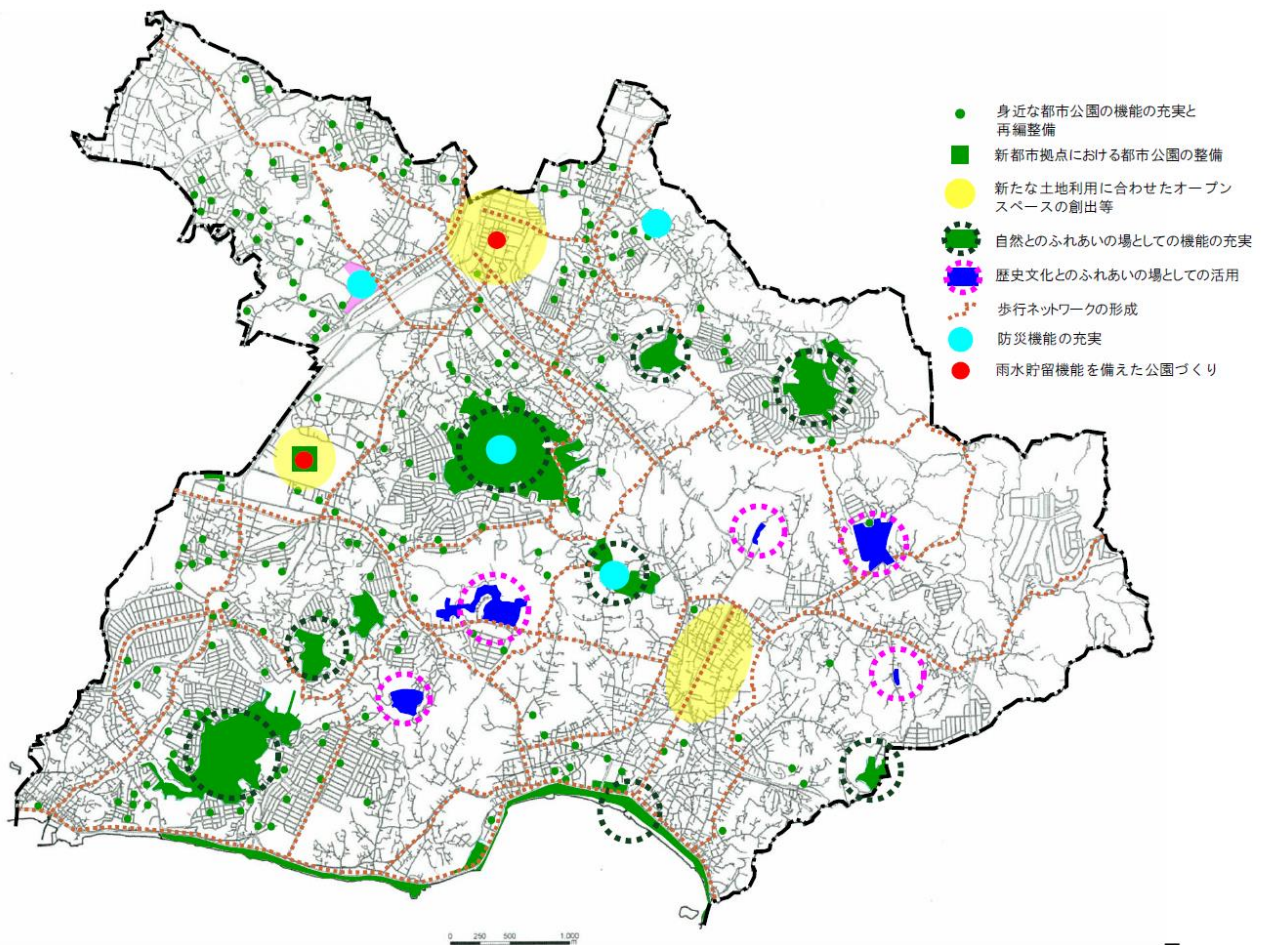 身近な都市公園の機能の充実と
再編整備
新都市拠点における都市公園の整備
新たな土地利用に合わせたオープン
スペースの創出等
自然とのふれあいの場としての機能の充実
歴史文化とのふれあいの場としての活用
歩行ネットワークの形成
防災機能の充実
雨水貯留機能を備えた公園づくり
0 250 500 1,000
m